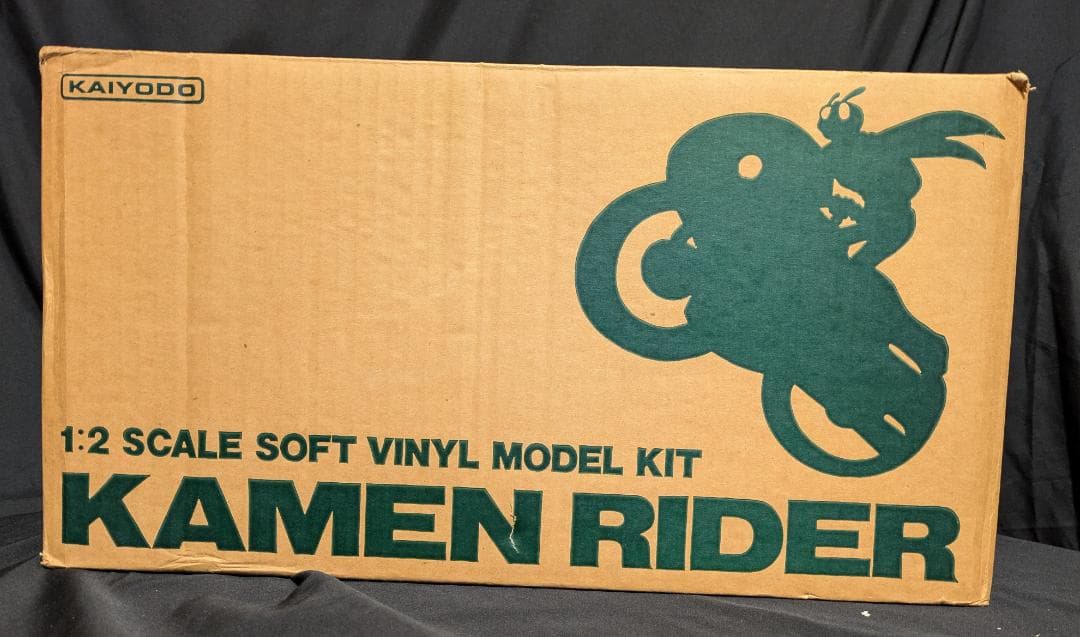 KAIYODO
1:2 SCALE SOFT VINYL MODEL KIT
KAMEN RIDER